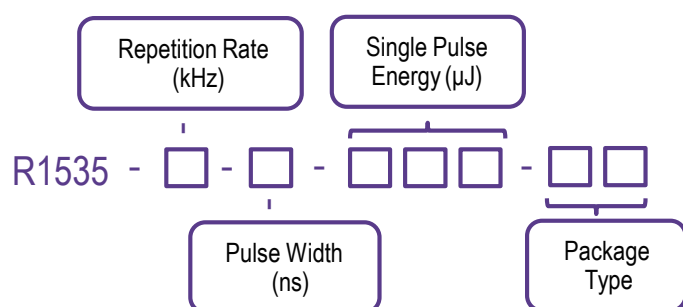 Repetition Rate
(kHz)
Single Pulse
Energy (µJ)
R1535 - □ - □ - □□□ - □□
Pulse Width
(ns)
Package
Type